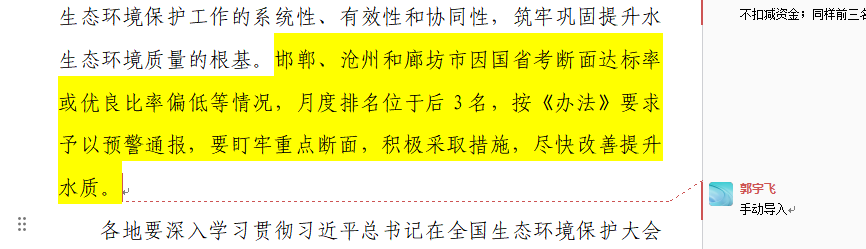 生态环境保护工作的系统性、有效性和协同性，筑牢巩固提升水
生态环境质量的根基。邯郸、沧州和廊坊市因国省考断面达标率
或优良比率偏低等情况，月度排名位于后 3 名，按《办法》要求
予以预警通报，要盯牢重点断面，积极采取措施，尽快改善提升
水质。
各地要深入学习贯彻习近平总书记在全国生态环境保护大会
不扣减资金；同样前三名
郭宇飞
手动导入